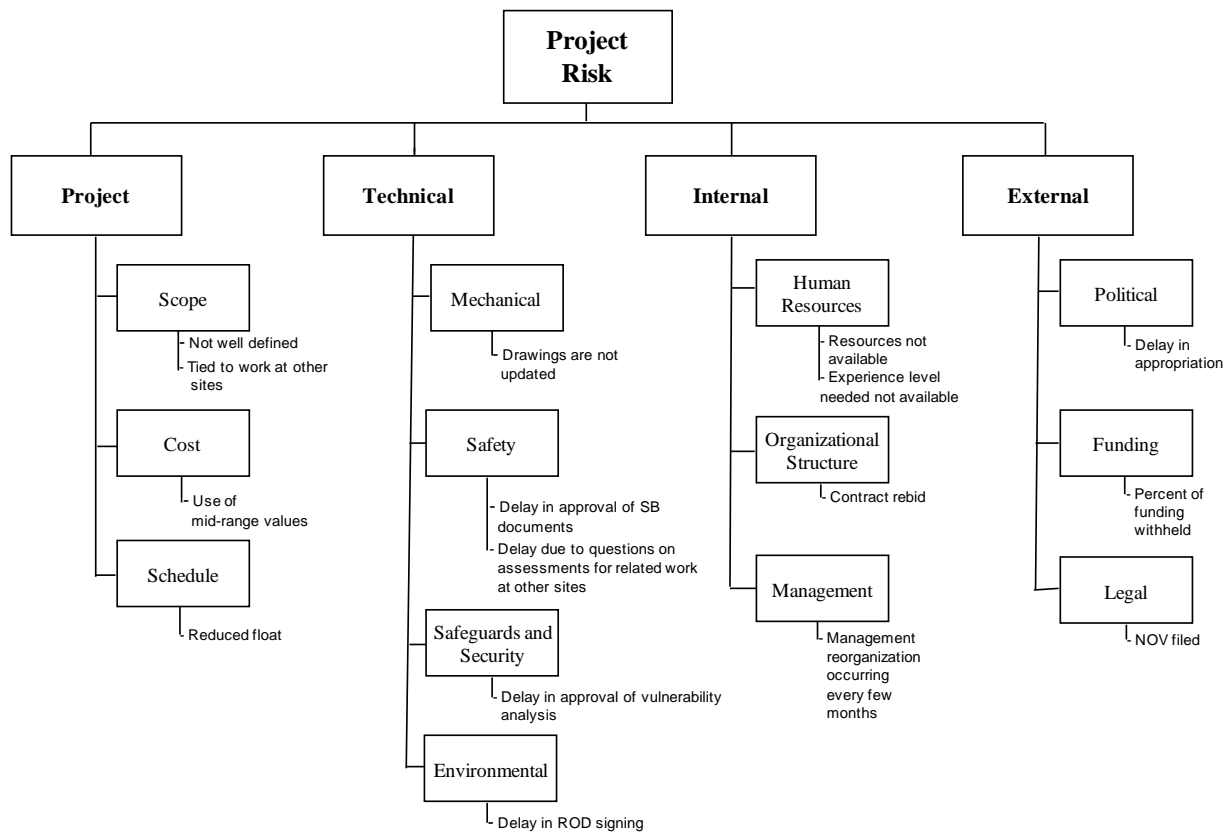 Project
Risk
Project
Technical
Internal
External
Scope
- Not well defined
- Tied to work at other
sites
Cost
- Use of
mid-range values
Schedule
- Reduced float
Mechanical
- Drawings are not
updated
Safety
- Delay in approval of SB
documents
- Delay due to questions on
assessments for related work
at other sites
Safeguards and
Security
- Delay in approval of vulnerability
analysis
Environmental
- Delay in ROD signing
Human
Resources
- Resources not
available
- Experience level
needed not available
Organizational
Structure
- Contract rebid
Management
- Management
reorganization
occurring
every few
months
Political
- Delay in
appropriation
Funding
- Percent of
funding
withheld
Legal
- NOV filed